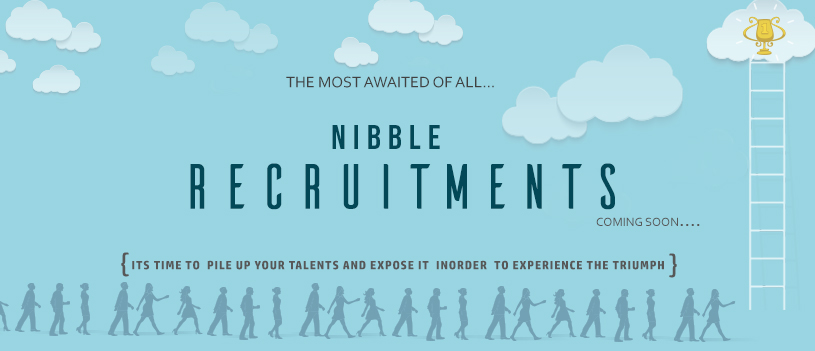 THE MOST AWAITED OF ALL...
NIBBLE
RECRUITMENTS
COMING SOON....
{ITS TIME TO PILE UP YOUR TALENTS AND EXPOSE IT INORDER TO EXPERIENCE THE TRIUMPH}